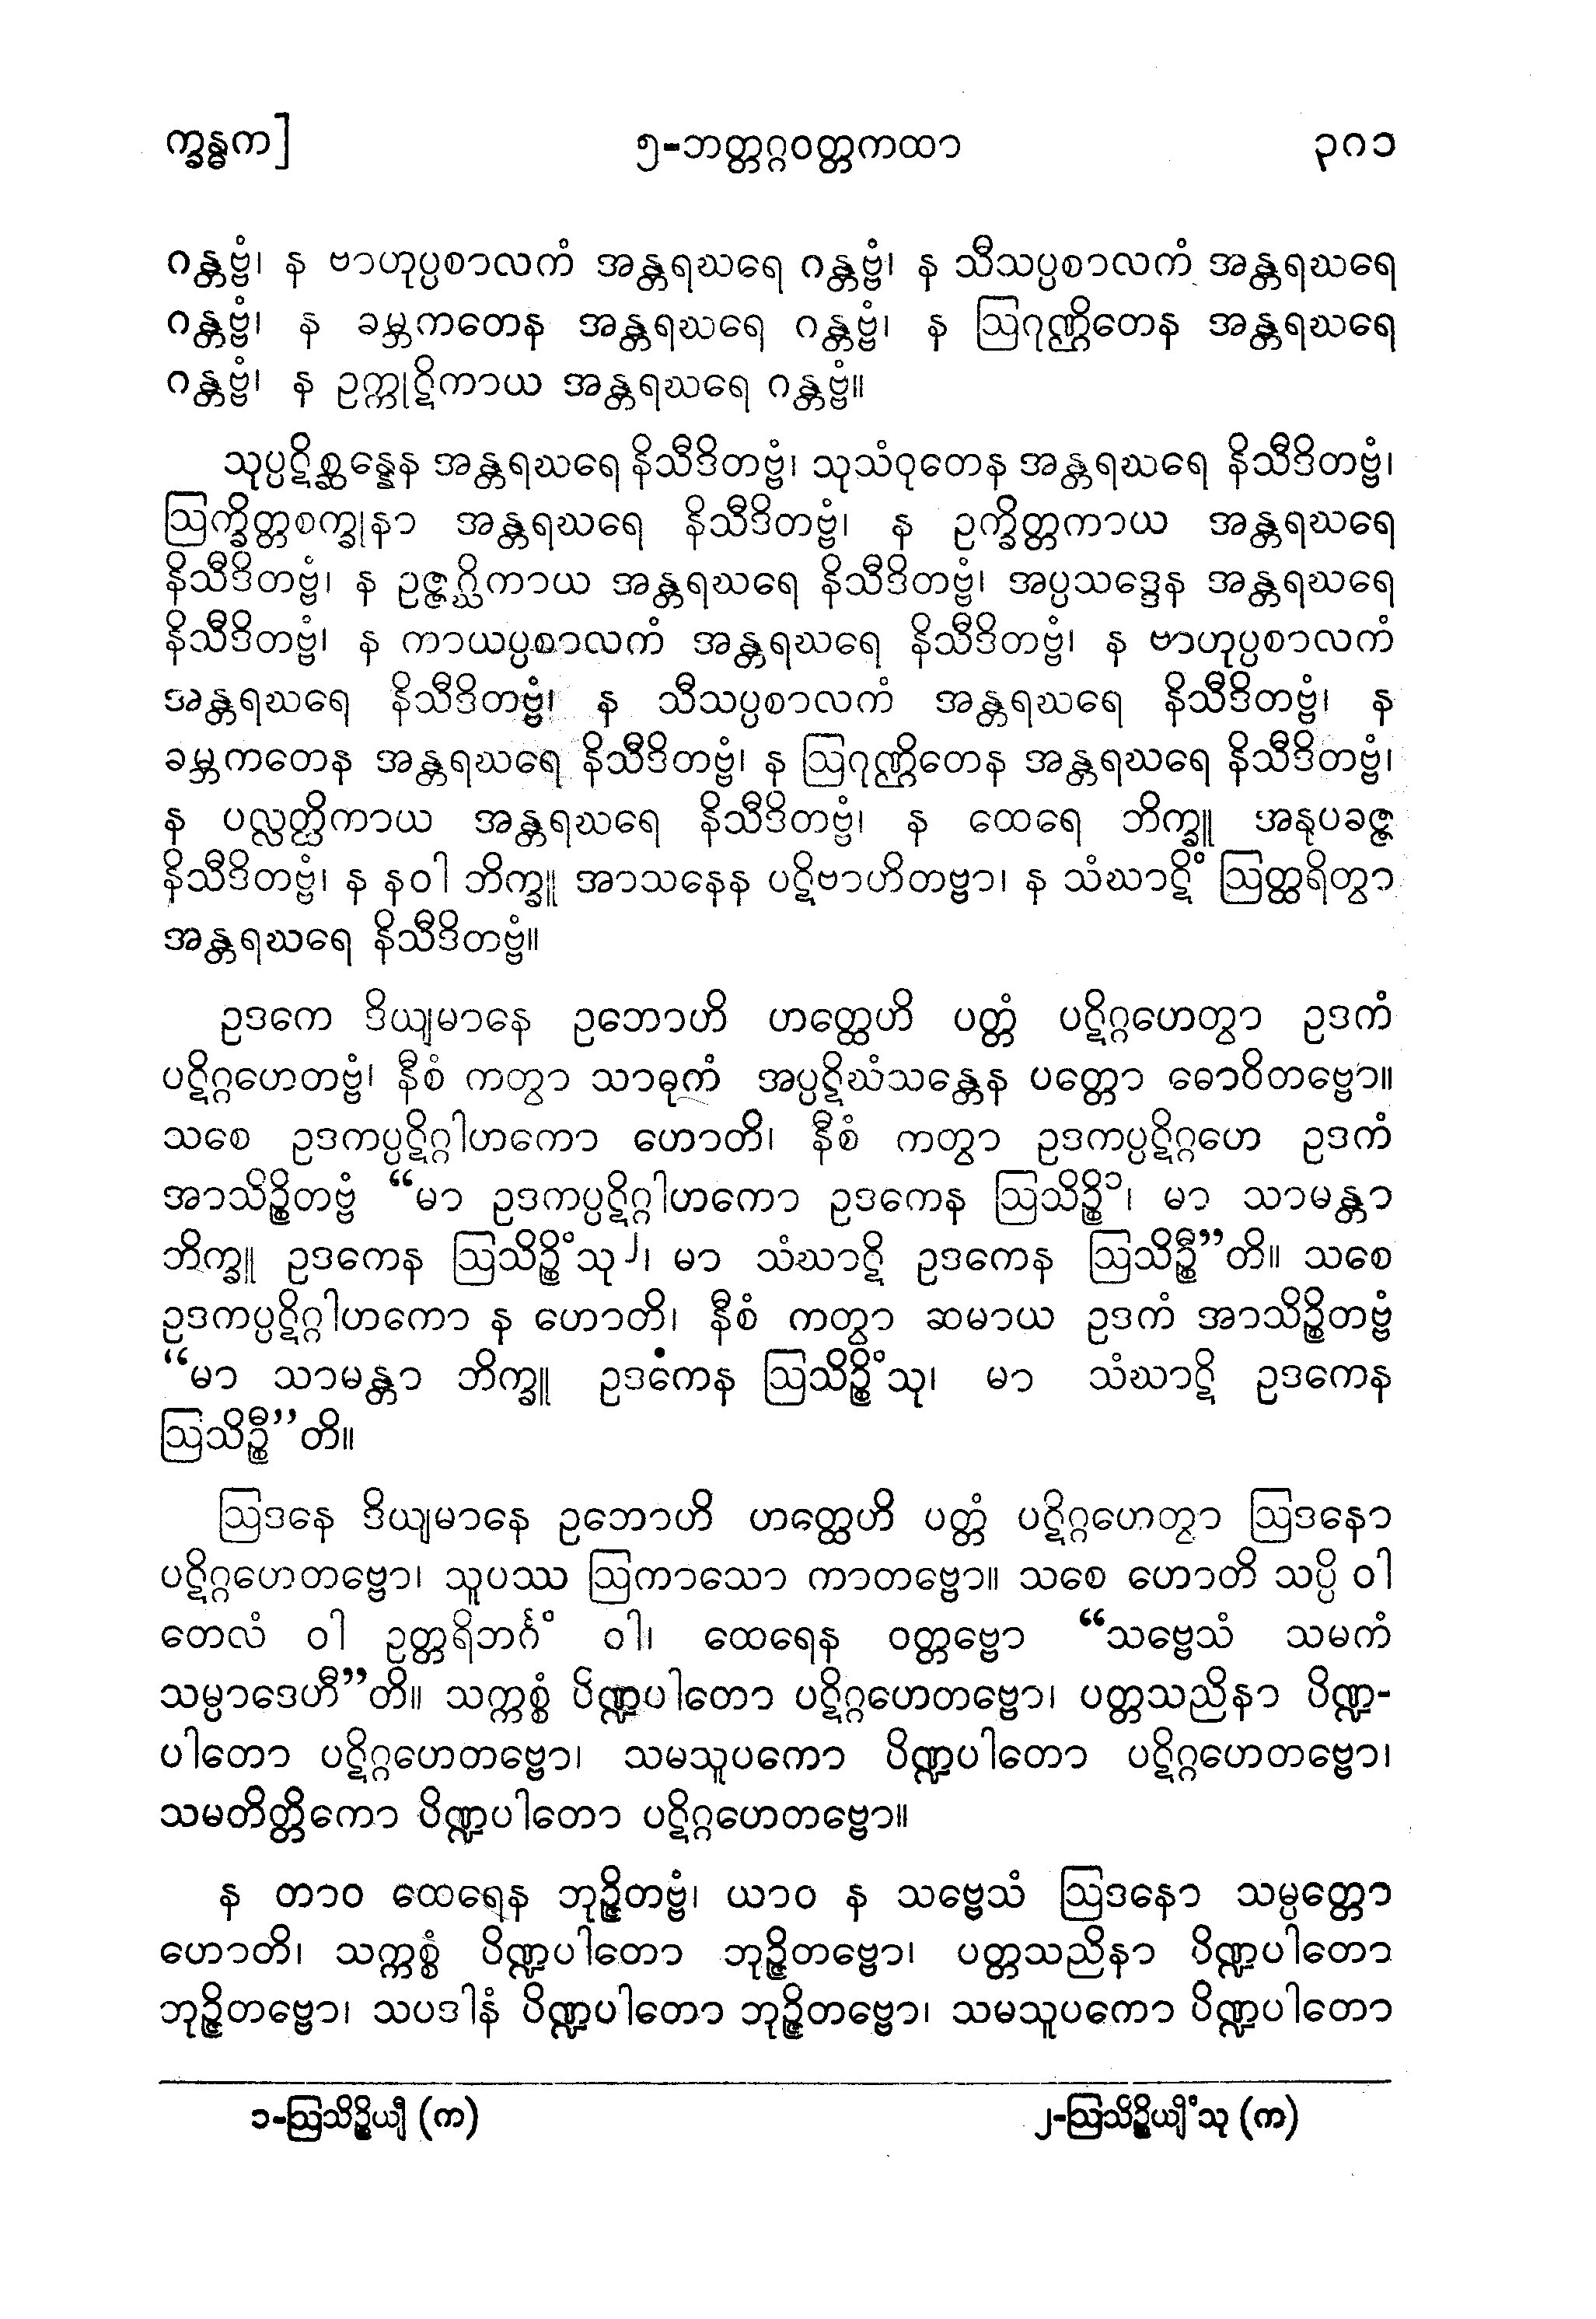 က္ခန္ဓက]
၅-ဘတ္တဂ္ဂဝတ္တကထာ
၃၈၁
ဂန္တဗ္ဗံ၊ န ဗာဟုပ္ပစာလကံ အန္တရဃရေ ဂန္တဗ္ဗံ၊ န သီသပ္ပစာလကံ အန္တရဃရေ
ဂန္တဗ္ဗံ၊ န ခမ္ဘကတေန အန္တရဃရေ ဂန္တဗ္ဗံ၊ န ဩဂုဏ္ဌိတေန အန္တရဃရေ
ဂန္တဗ္ဗံ၊ န ဥက္ကုဋိကာယ အန္တရဃရေ ဂန္တဗ္ဗံ။
သုပ္ပဋိစ္ဆန္နေန အန္တရဃရေ နိသီဒိတဗ္ဗံ၊ သုသံဝုတေန အန္တရဃရေ နိသီဒိတဗ္ဗံ၊
ဩက္ခိတ္တစက္ခုနာ အန္တရဃရေ နိသီဒိတဗ္ဗံ၊ န ဥက္ခိတ္တကာယ အန္တရဃရေ
နိသီဒိတဗ္ဗံ၊ န ဥဇ္ဇဂ္ဃိကာယ အန္တရဃရေ နိသီဒိတဗ္ဗံ၊ အပ္ပသဒ္ဒေန အန္တရဃရေ
နိသီဒိတဗ္ဗံ၊ န ကာယပ္ပစာလကံ အန္တရဃရေ နိသီဒိတဗ္ဗံ၊ န ဗာဟုပ္ပစာလကံ
အန္တရဃရေ နိသီဒိတဗ္ဗံ၊ န သီသပ္ပစာလကံ အန္တရဃရေ နိသီဒိတဗ္ဗံ၊ န
ခမ္ဘကတေန အန္တရဃရေ နိသီဒိတဗ္ဗံ၊ န ဩဂုဏ္ဌိတေန အန္တရဃရေ နိသီဒိတဗ္ဗံ၊
န ပလ္လတ္ထိကာယ အန္တရဃရေ နိသီဒိတဗ္ဗံ၊ န ထေရေ ဘိက္ခူ အနုပခဇ္ဇ
နိသီဒိတဗ္ဗံ၊ န နဝါ ဘိက္ခူ အာသနေန ပဋိဗာဟိတဗ္ဗာ၊ န သံဃာဋိံ ဩတ္ထရိတွာ
အန္တရဃရေ နိသီဒိတဗ္ဗံ။
ဥဒကေ ဒိယျမာနေ ဥဘောဟိ ဟတ္ထေဟိ ပတ္တံ ပဋိဂ္ဂဟေတွာ ဥဒကံ
ပဋိဂ္ဂဟေတဗ္ဗံ၊ နီစံ ကတွာ သာဓုကံ အပ္ပဋိဃံသန္တေန ပတ္တော ဓောဝိတဗ္ဗော။
သစေ ဥဒကပ္ပဋိဂ္ဂါဟကော ဟောတိ၊ နီစံ ကတွာ ဥဒကပ္ပဋိဂ္ဂဟေ ဥဒကံ
အာသိဉ္စိတဗ္ဗံ “မာ ဥဒကပ္ပဋိဂ္ဂါဟကော ဥဒကေန ဩသိဉ္စိ၁၊ မာ သာမန္တာ
ဘိက္ခူ ဥဒကေန ဩသိဉ္စိံသု၂၊ မာ သံဃာဋိ ဥဒကေန ဩသိဉ္စီ”တိ။ သစေ
ဥဒကပ္ပဋိဂ္ဂါဟကော န ဟောတိ၊ နီစံ ကတွာ ဆမာယ ဥဒကံ အာသိဉ္စိတဗ္ဗံ
“မာ သာမန္တာ ဘိက္ခူ ဥဒကေန ဩသိဉ္စိံသု၊ မာ သံဃာဋိ ဥဒကေန
ဩသိဉ္စီ”တိ။
ဩဒနေ ဒိယျမာနေ ဥဘောဟိ ဟတ္ထေဟိ ပတ္တံ ပဋိဂ္ဂဟေတွာ ဩဒနော
ပဋိဂ္ဂဟေတဗ္ဗော၊ သူပဿ ဩကာသော ကာတဗ္ဗော။ သစေ ဟောတိ သပ္ပိ ဝါ
တေလံ ဝါ ဥတ္တရိဘင်္ဂံ ဝါ၊ ထေရေန ဝတ္တဗ္ဗော “သဗ္ဗေသံ သမကံ
သမ္ပာဒေဟီ”တိ။ သက္ကစ္စံ ပိဏ္ဍပါတော ပဋိဂ္ဂဟေတဗ္ဗော၊ ပတ္တသညိနာ ပိဏ္ဍ-
ပါတော ပဋိဂ္ဂဟေတဗ္ဗော၊ သမသူပကော ပိဏ္ဍပါတော ပဋိဂ္ဂဟေတဗ္ဗော၊
သမတိတ္တိကော ပိဏ္ဍပါတော ပဋိဂ္ဂဟေတဗ္ဗော။
န တာဝ ထေရေန ဘုဉ္ဇိတဗ္ဗံ၊ ယာဝ န သဗ္ဗေသံ ဩဒနော သမ္ပတ္တော
ဟောတိ၊ သက္ကစ္စံ ပိဏ္ဍပါတော ဘုဉ္ဇိတဗ္ဗော၊ ပတ္တသညိနာ ပိဏ္ဍပါတော
ဘုဉ္ဇိတဗ္ဗော၊ သပဒါနံ ပိဏ္ဍပါတော ဘုဉ္ဇိတဗ္ဗော၊ သမသူပကော ပိဏ္ဍပါတော
၁-ဩသိဉ္စိယျီ (က)
၂-ဩသိဉ္စိယျိံသု (က)